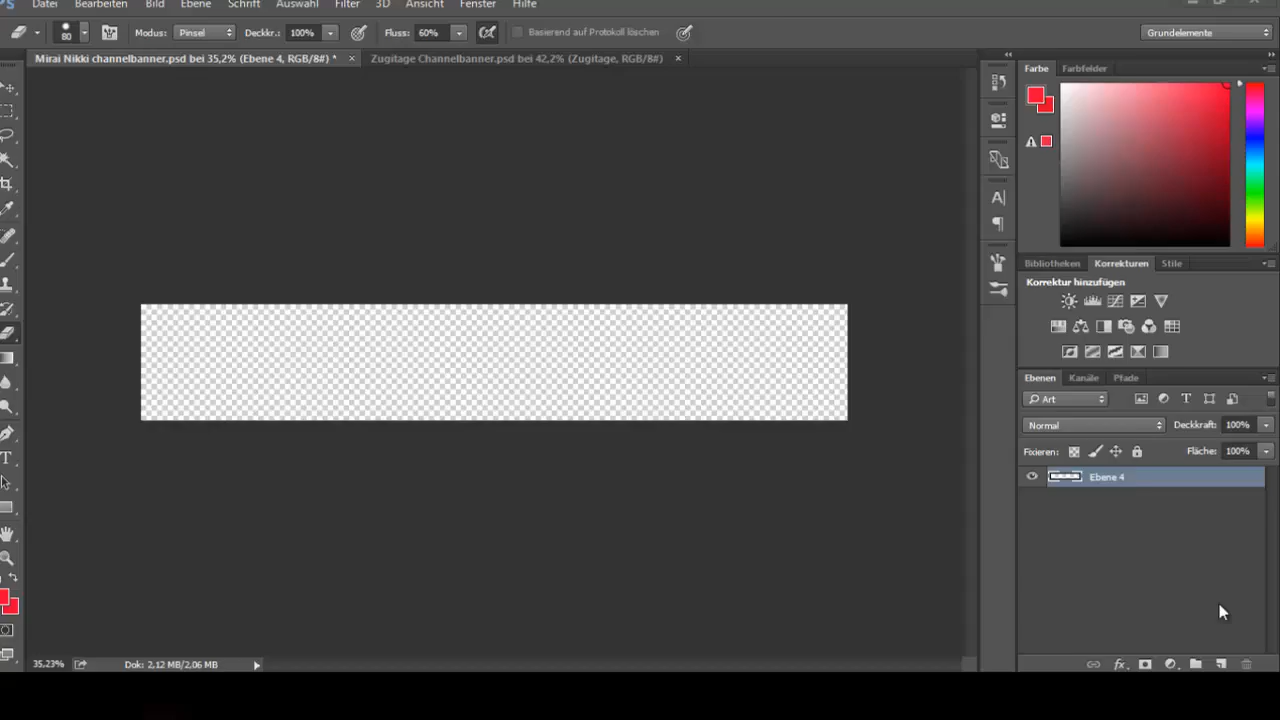 Datei Bearbeiten Bild Ebene Schrift Auswahl Filter 3D Ansicht Fenster Hilfe
80 Modus: Pinsel Deckkr.: 100% Fluss: 60% Basierend auf Protokoll löschen Grundelemente
Mirai Nikki channelbanner.psd bei 35,2% (Ebene 4, RGB/8#) * × Zugitage Channelbanner.psd bei 42,2% (Zugitage, RGB/8#) ×
Farbe Farbfelder
Bibliotheken Korrekturen Stile
Korrektur hinzufügen
Ebenen Kanäle Pfade
Art
Normal Deckkraft: 100%
Fixieren: Fläche: 100%
Ebene 4
35,23% Dok: 2,12 MB/2,06 MB